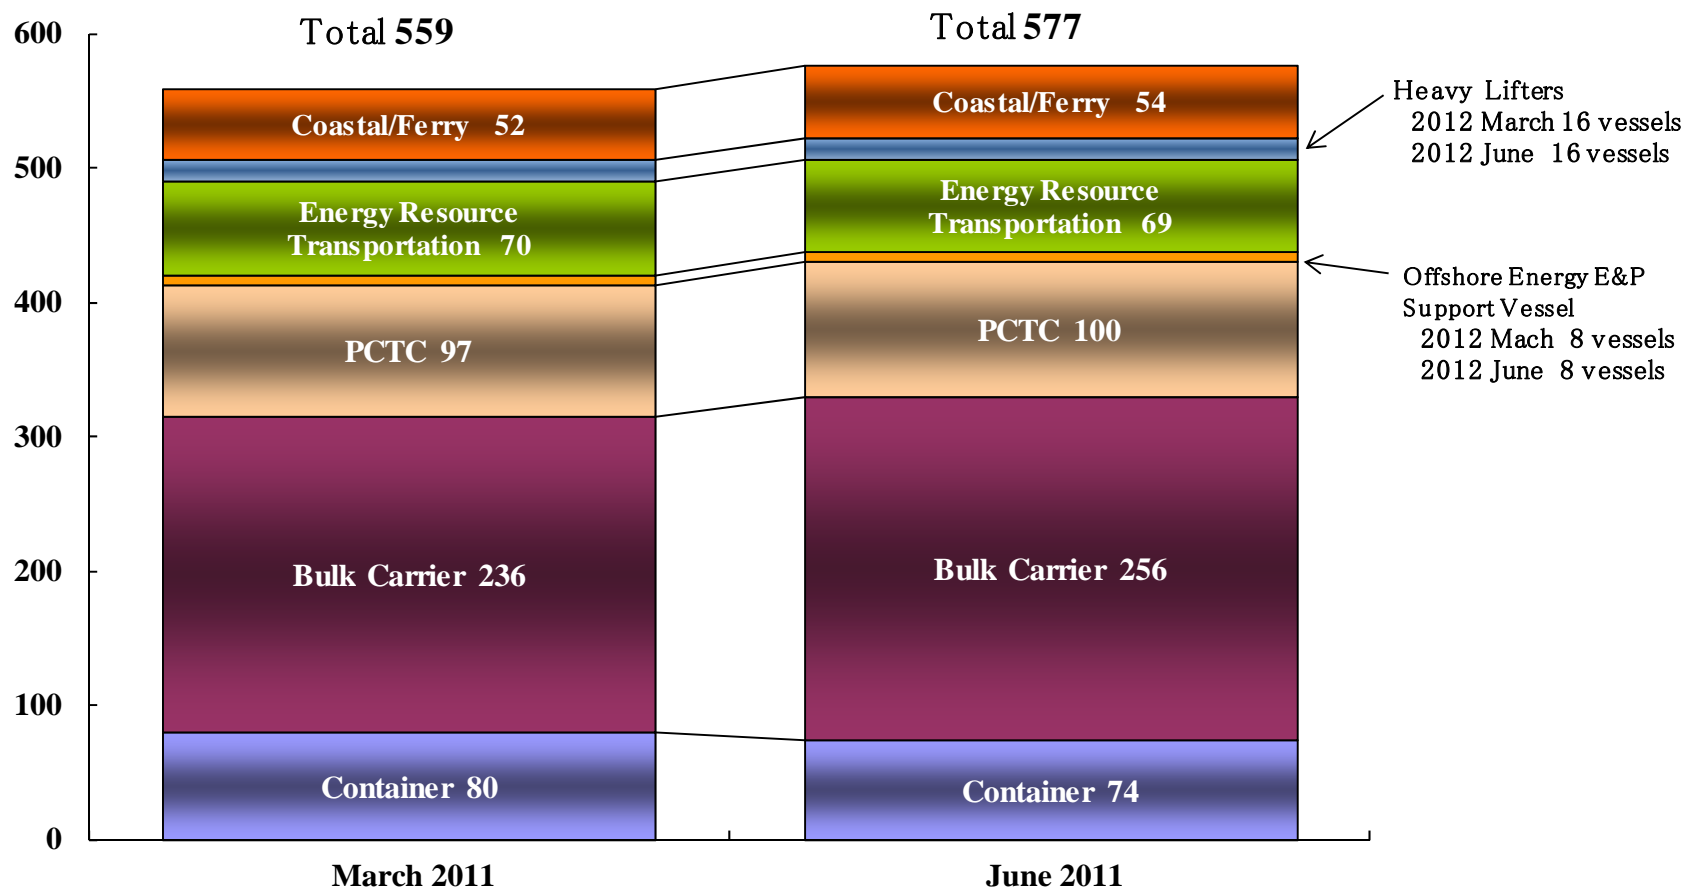 Total 559
Total 577
600
500
400
300
200
100
0
Coastal/Ferry 52
Energy Resource
Transportation 70
PCTC 97
Bulk Carrier 236
Container 80
Coastal/Ferry 54
Energy Resource
Transportation 69
PCTC 100
Bulk Carrier 256
Container 74
Heavy Lifters
2012 March 16 vessels
2012 June 16 vessels
Offshore Energy E&P
Support Vessel
2012 Mach 8 vessels
2012 June 8 vessels
March 2011
June 2011